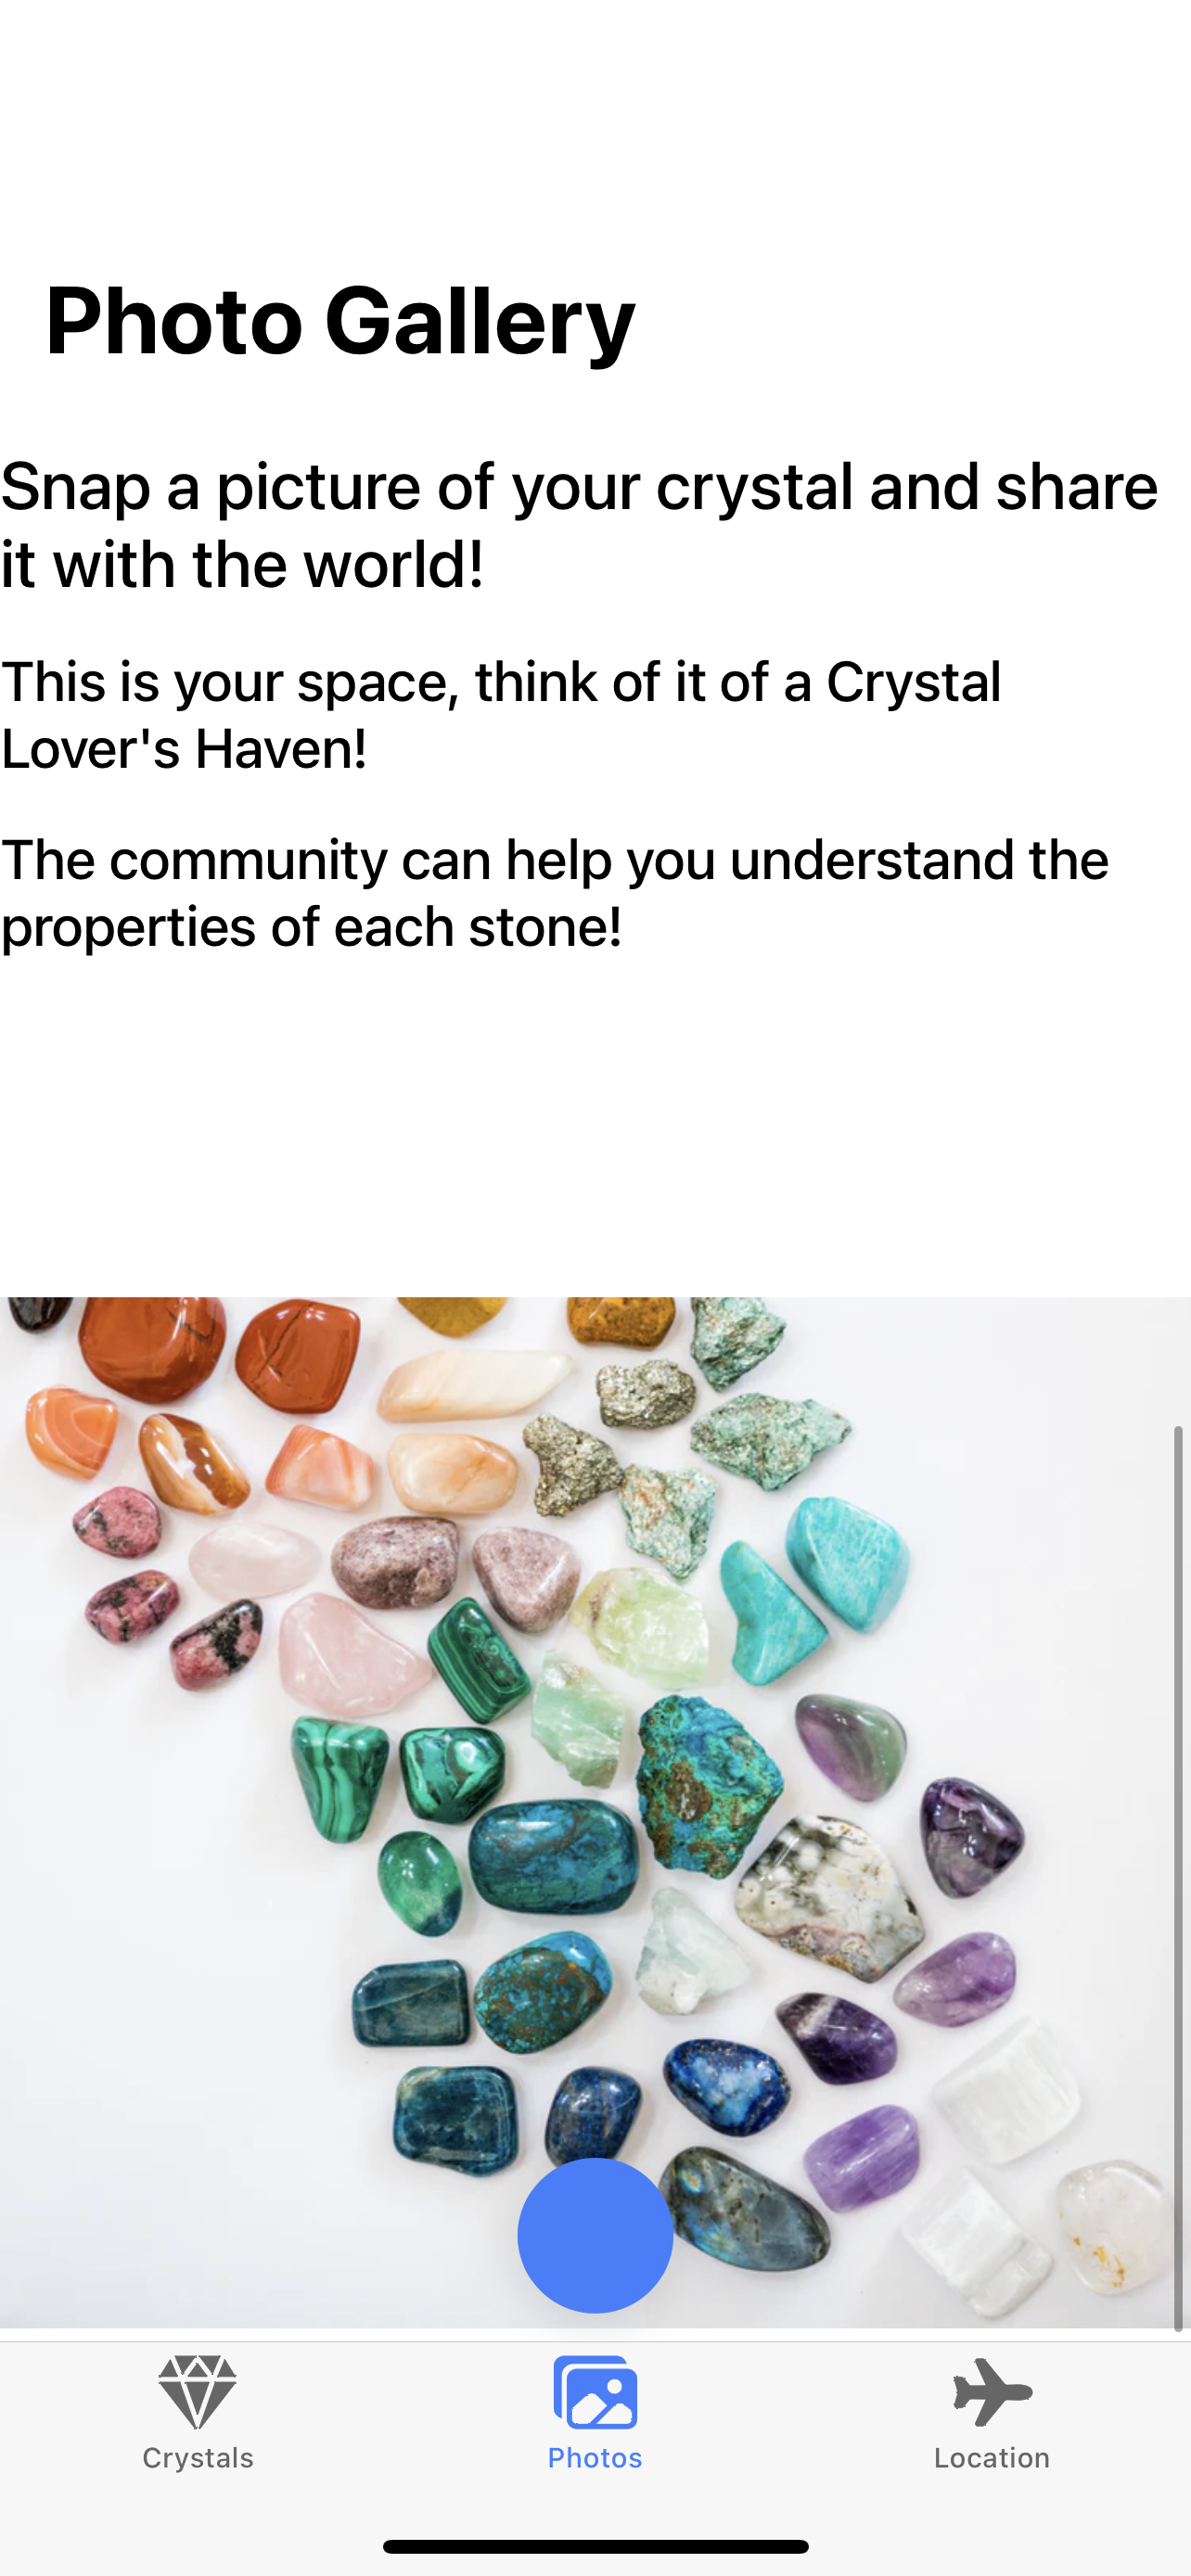 Photo Gallery
Snap a picture of your crystal and share
it with the world!
This is your space, think of it of a Crystal
Lover's Haven!
The community can help you understand the
properties of each stone!
Crystals
Photos
Location